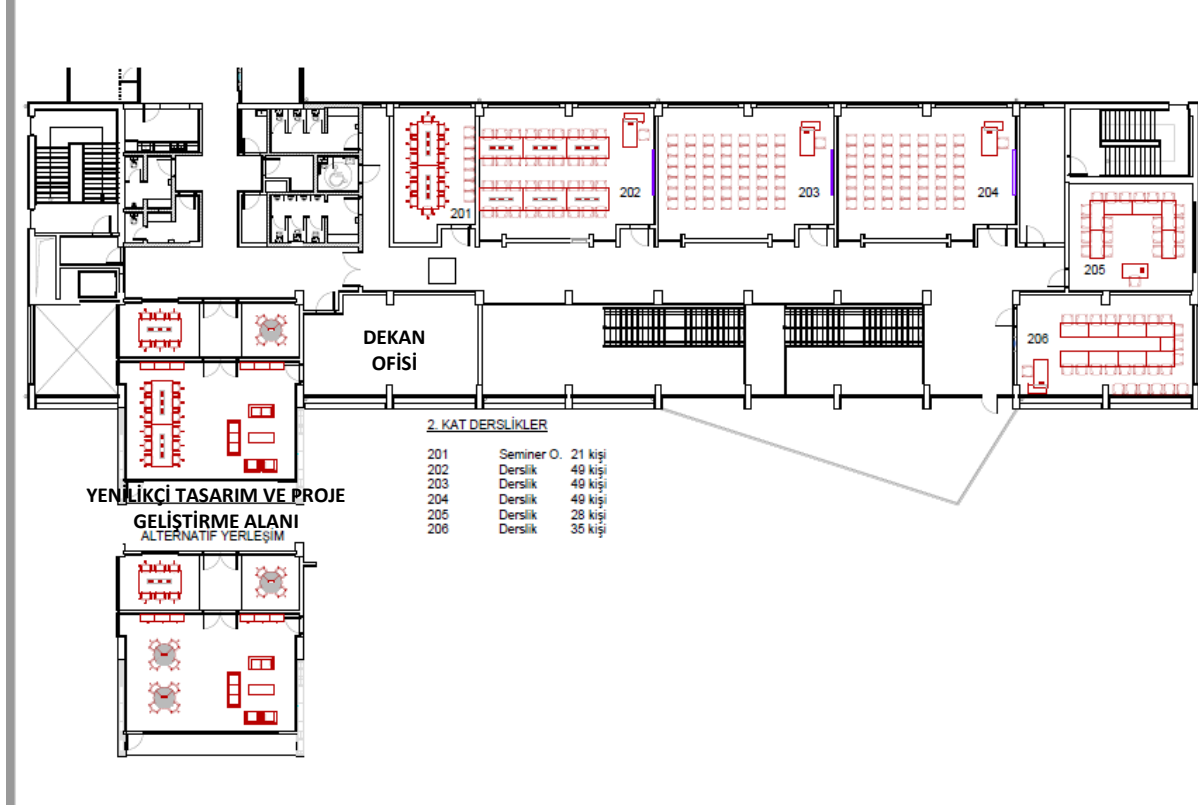 201
202
203
204
205
206
DEKAN
OFİSİ
2. KAT DERSLİKLER
201 Seminer O. 21 kişi
202 Derslik 49 kişi
203 Derslik 49 kişi
204 Derslik 49 kişi
205 Derslik 28 kişi
206 Derslik 35 kişi
YENİLİKÇİ TASARIM VE PROJE
GELİŞTİRME ALANI
ALTERNATİF YERLEŞİM